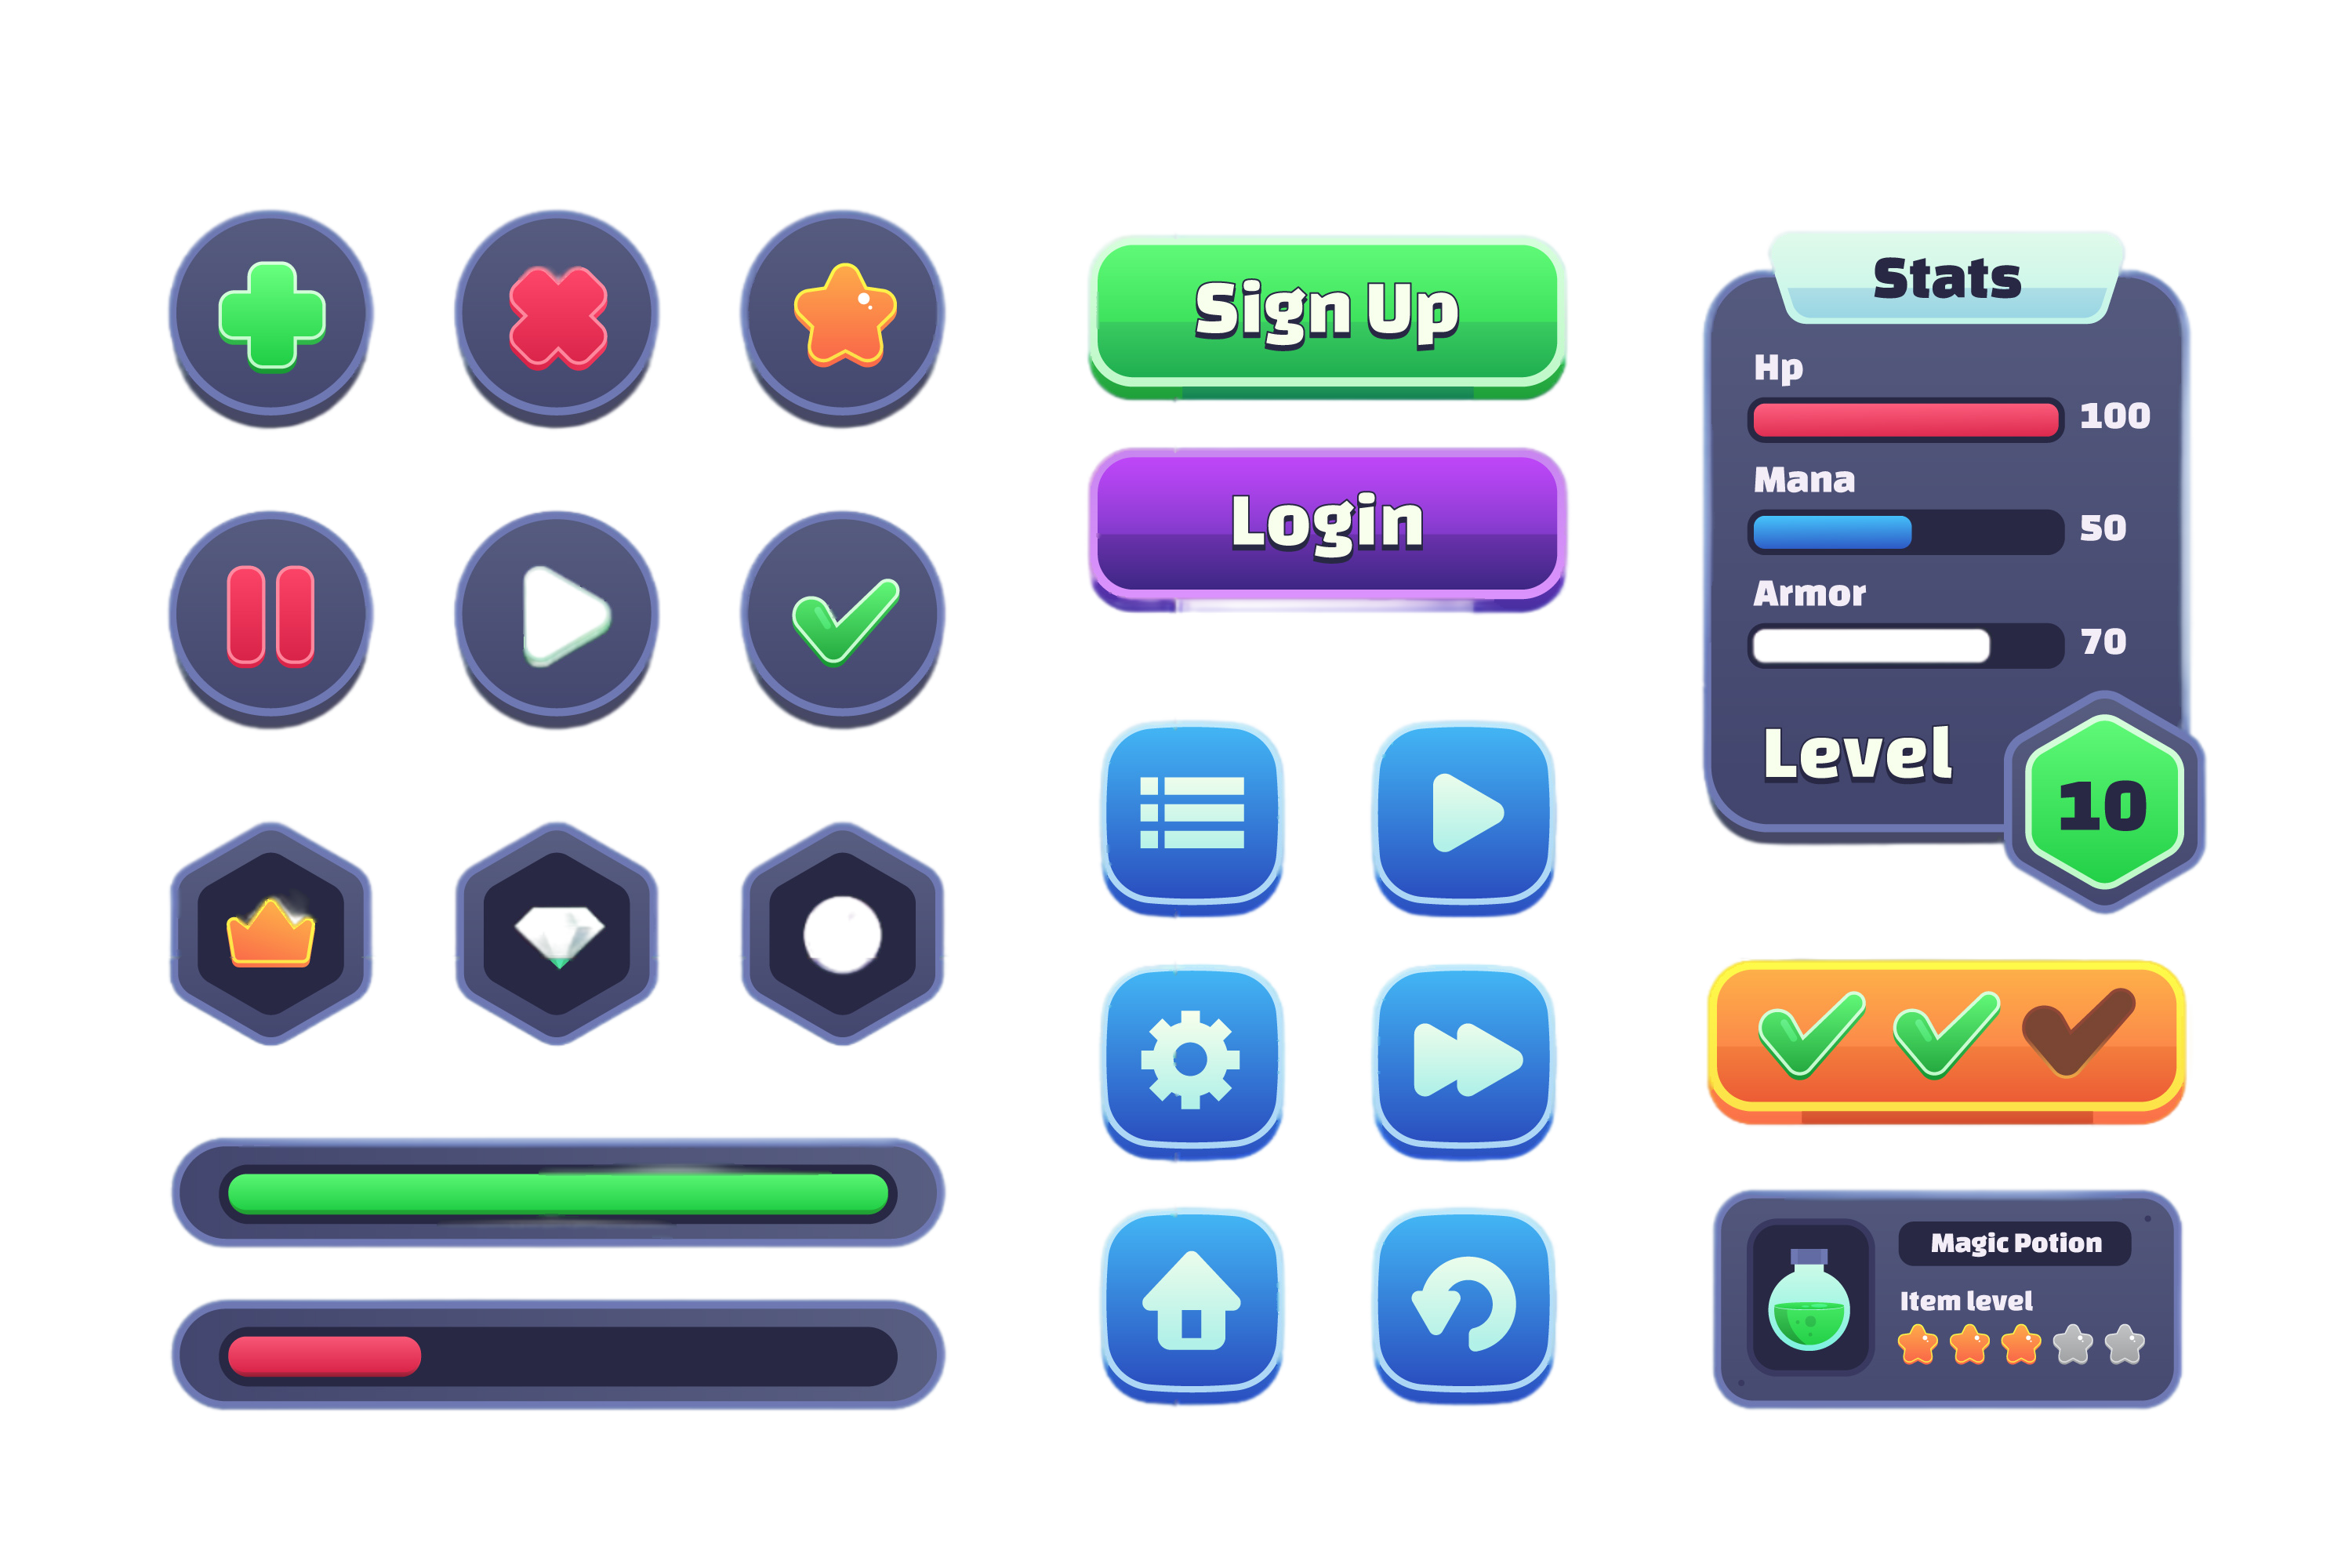 Sign Up
Login
Stats
Hp
100
Mana
50
Armor
70
Level
10
Magic Potion
Item level